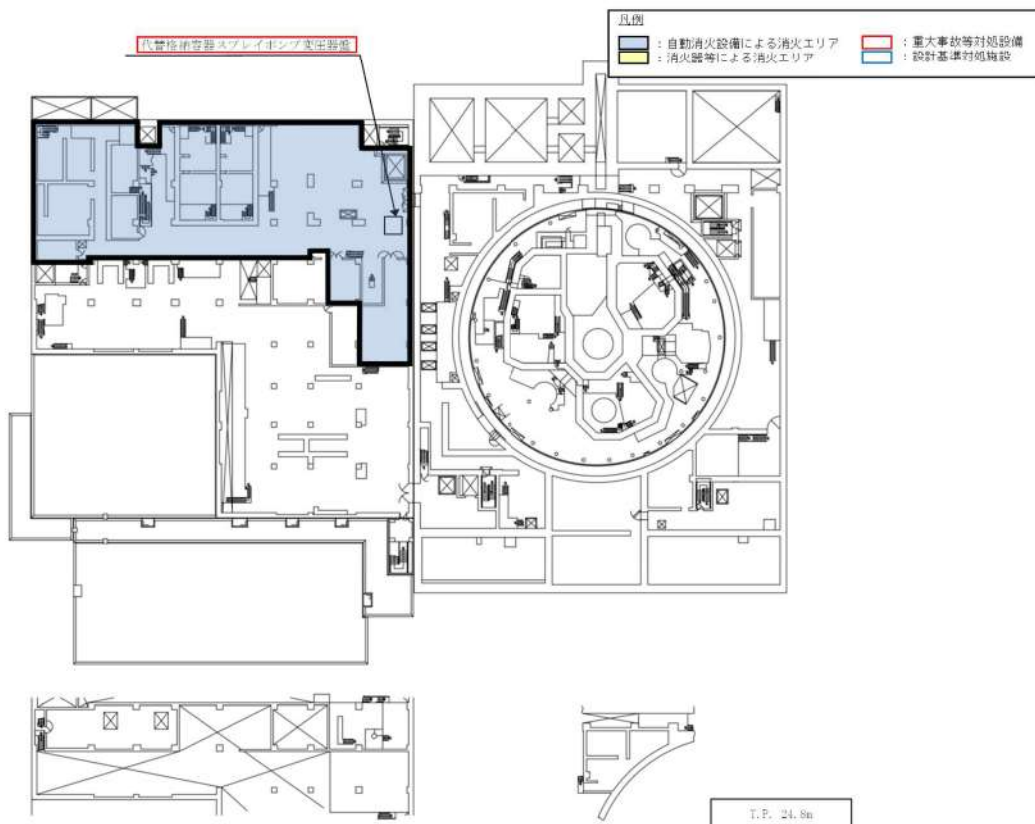 代替格納容器スプレイポンプ変圧器盤
凡例
：自動消火設備による消火エリア
：重大事故等対処設備
：消火器等による消火エリア
：設計基準対処施設
T.P. 24.8m